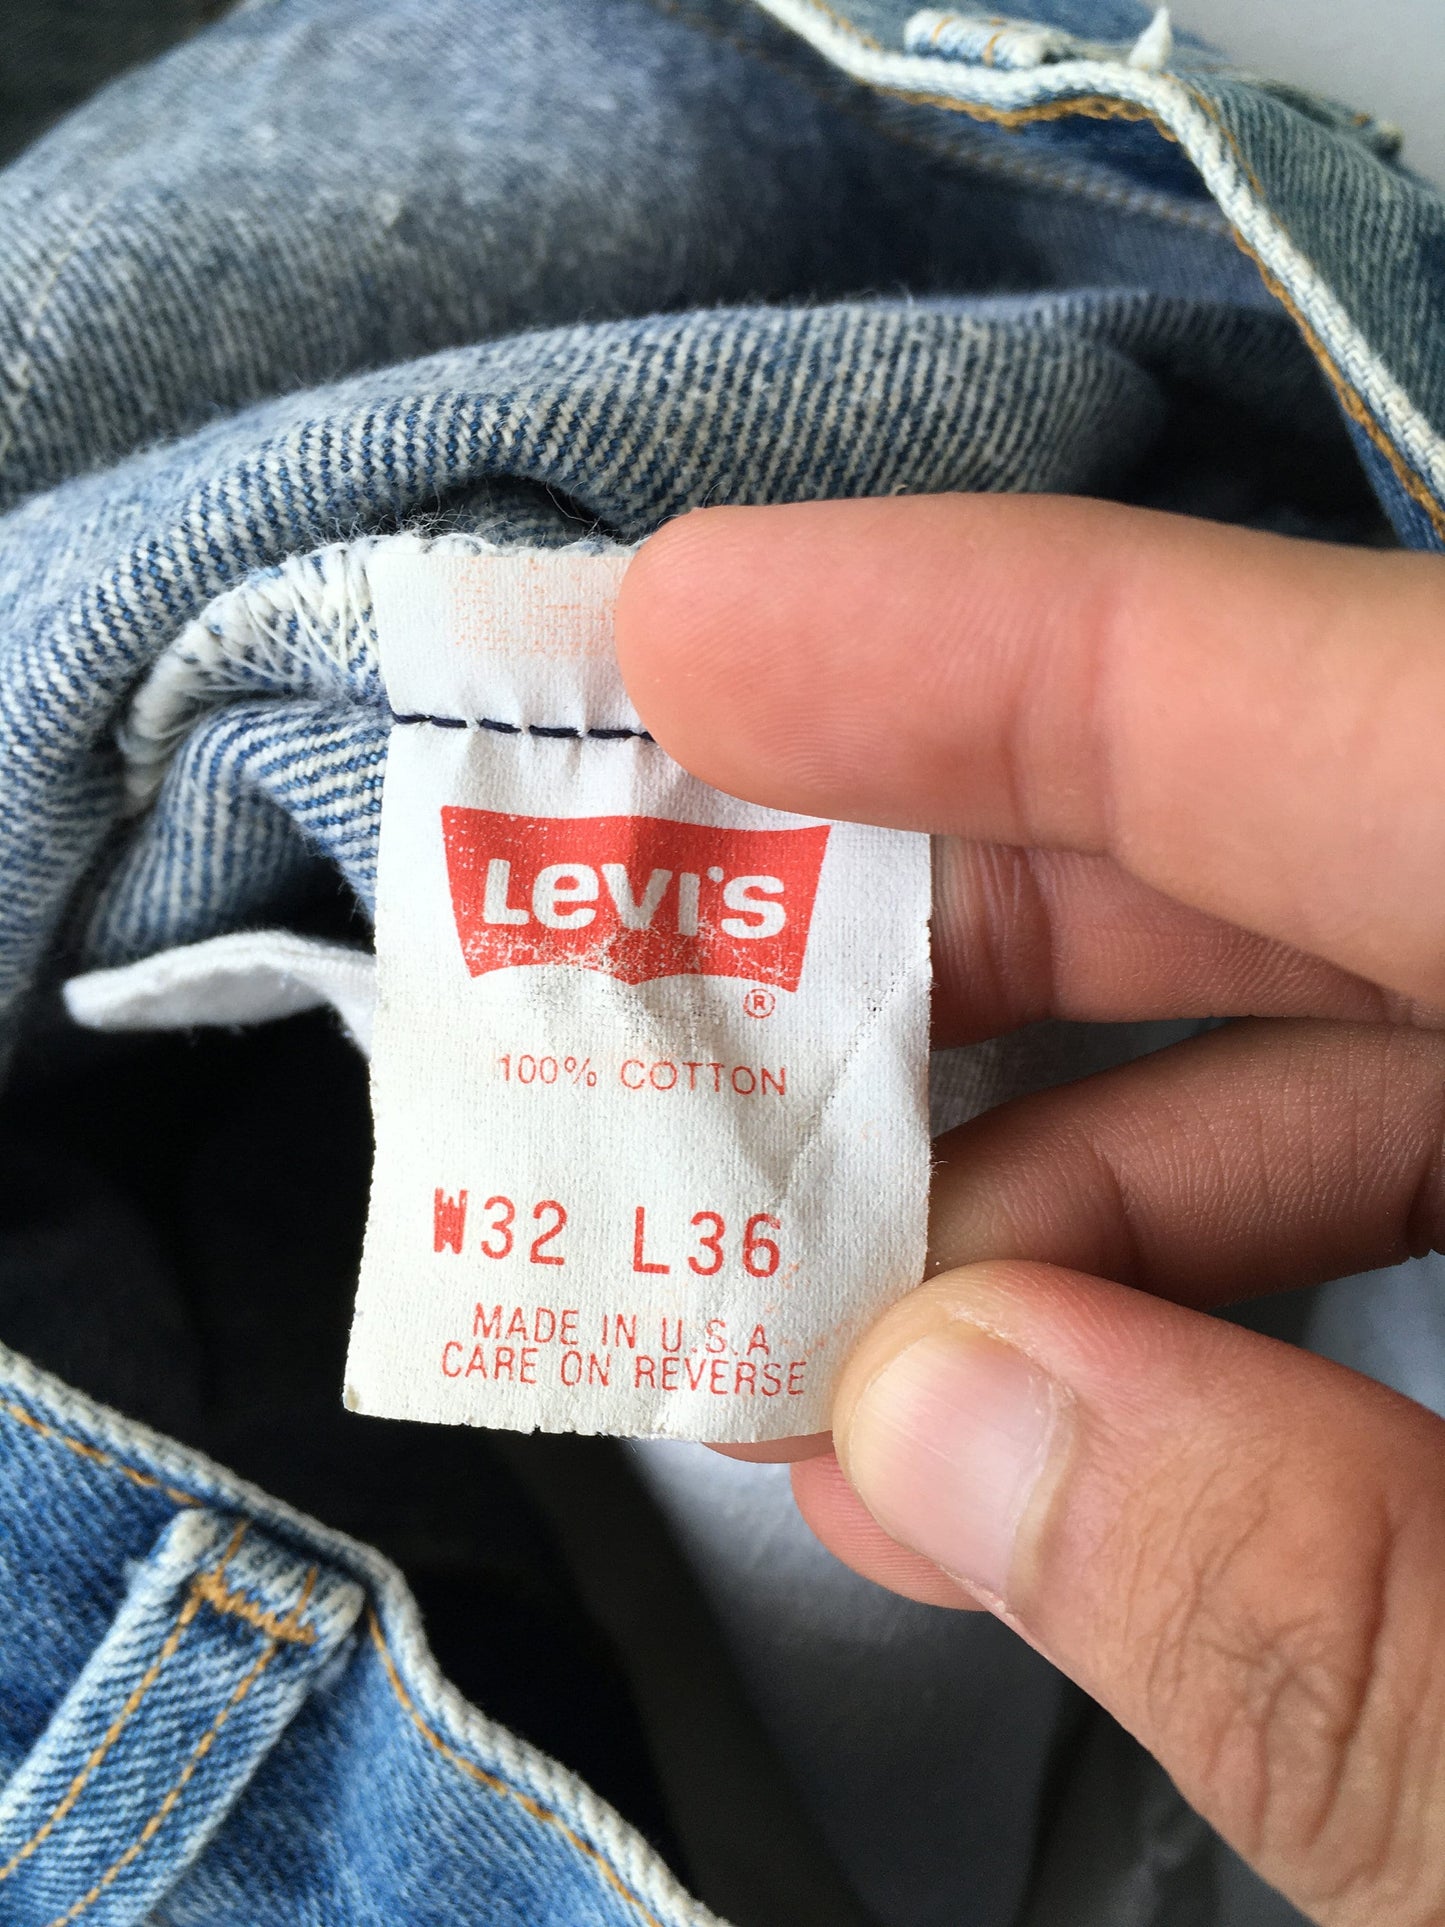 Levi's
®
100% COTTON
W32 L36
MADE IN U.S.A
CARE ON REVERSE